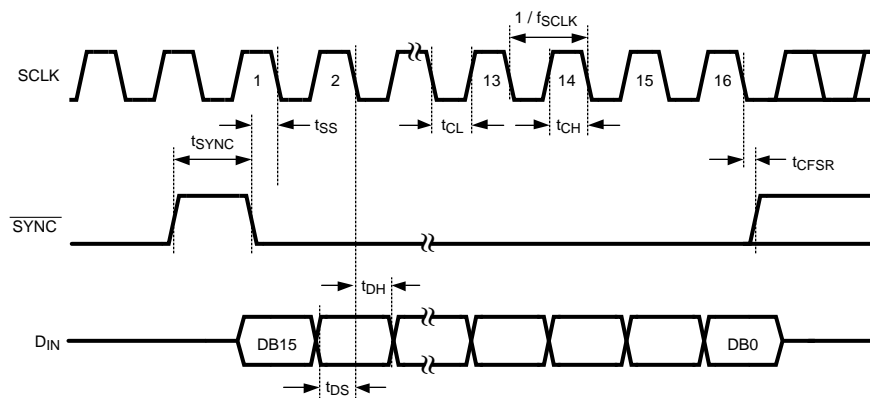 1 / fSCLK
SCLK 1 2 13 14 15 16
tSYNC tSS tCL tCH tCFSR
SYNC
tDH
DIN DB15 DB0
tDS